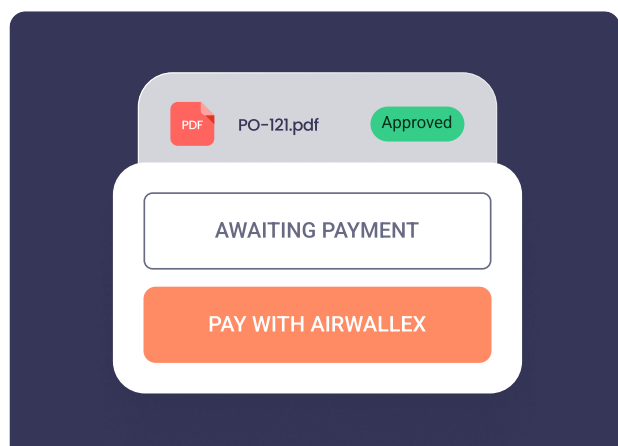 PDF
PO-121.pdf
Approved
AWAITING PAYMENT
PAY WITH AIRWALLEX